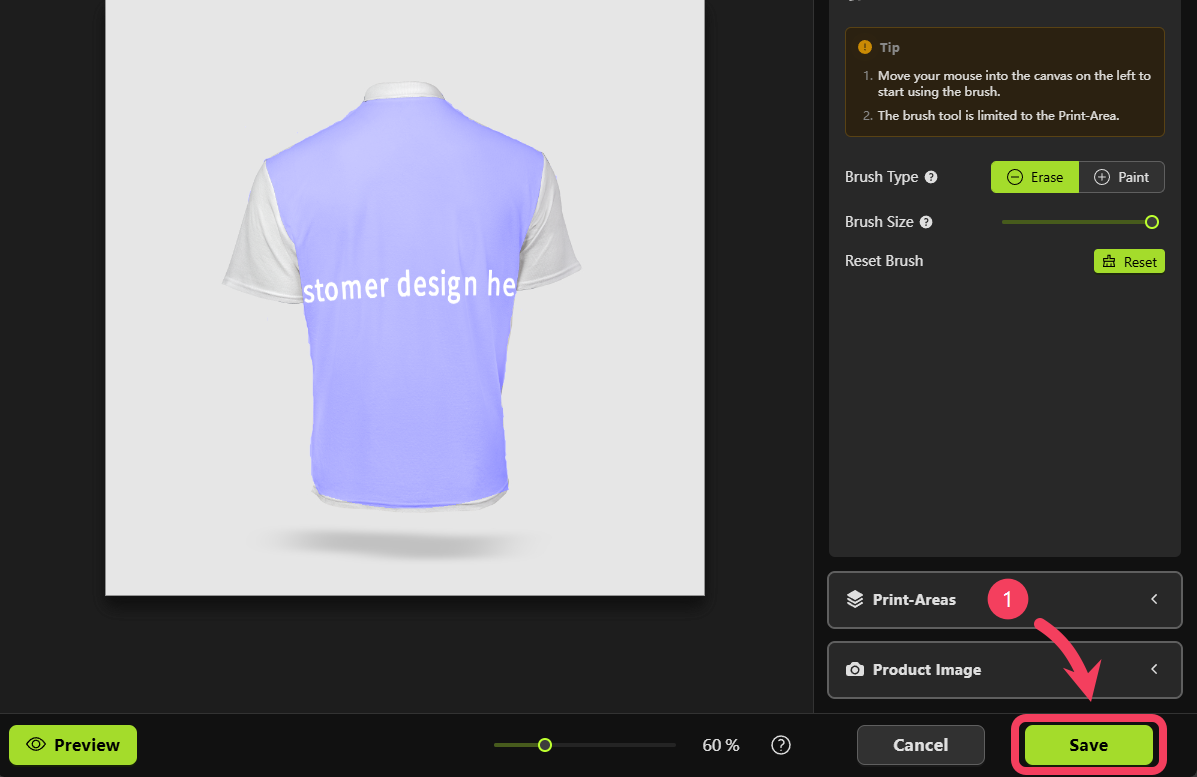 Tip
1. Move your mouse into the canvas on the left to
start using the brush.
2. The brush tool is limited to the Print-Area.
Brush Type
Erase
Paint
Brush Size
Reset Brush
Reset
stomer design he
Print-Areas
1
Product Image
Preview
60 %
Cancel
Save